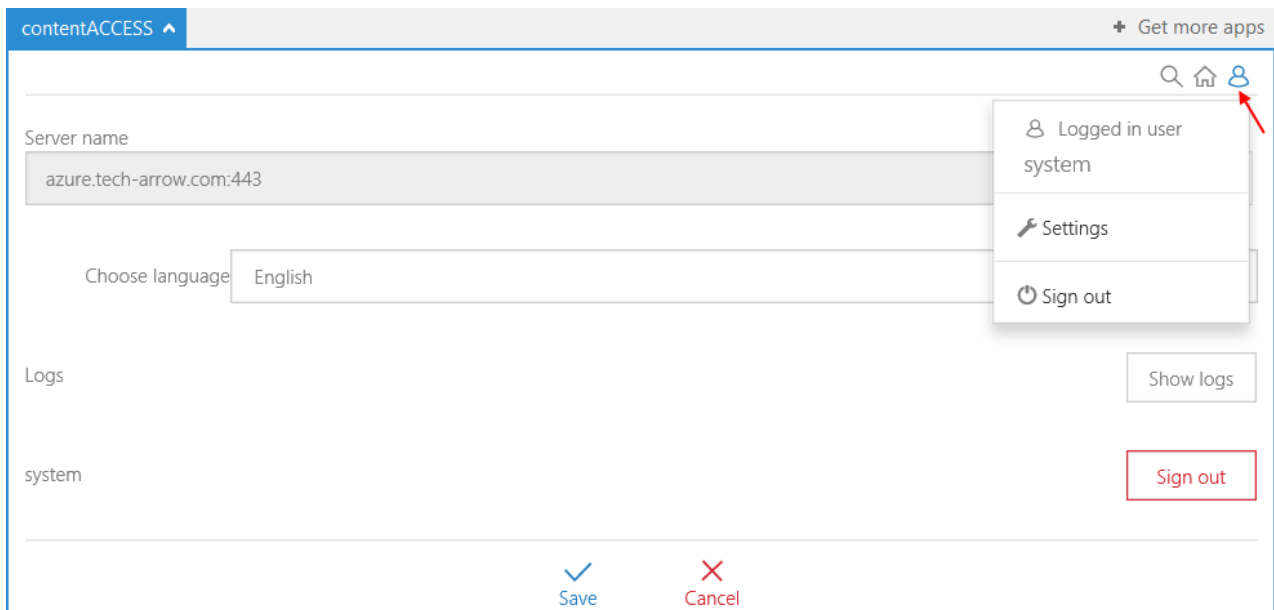 contentACCESS
Get more apps
Logged in user
system
Settings
Sign out
Server name
azure.tech-arrow.com:443
Choose language
English
Logs
Show logs
system
Sign out
Save
Cancel